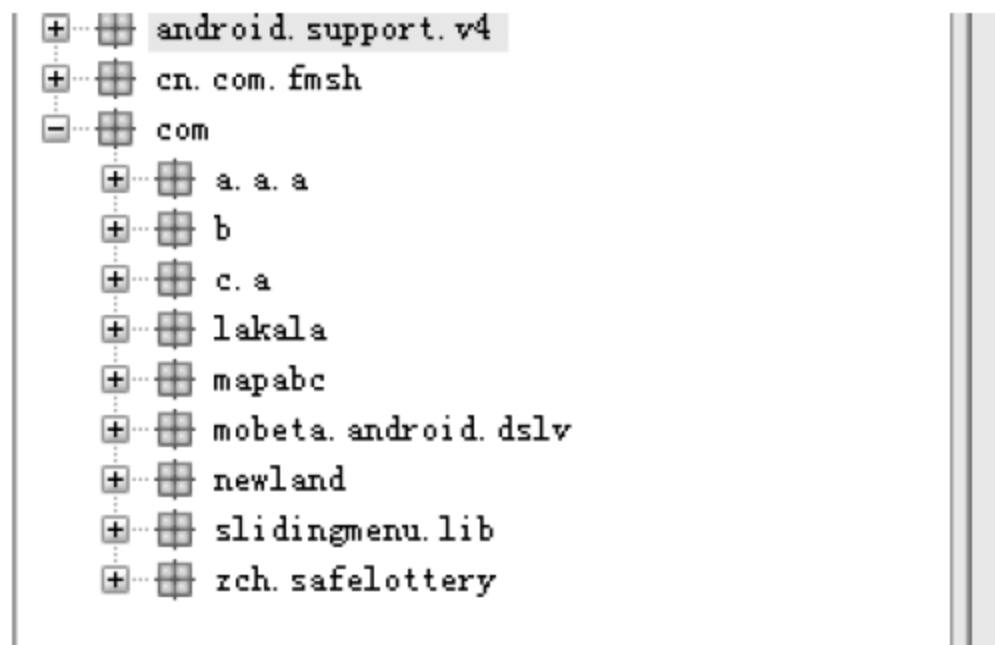 android.support.v4
cn.com.fmsh
com
a.a.a
b
c.a
lakala
mapabc
mobeta.android.dslv
newland
slidingmenu.lib
zch.safelottery